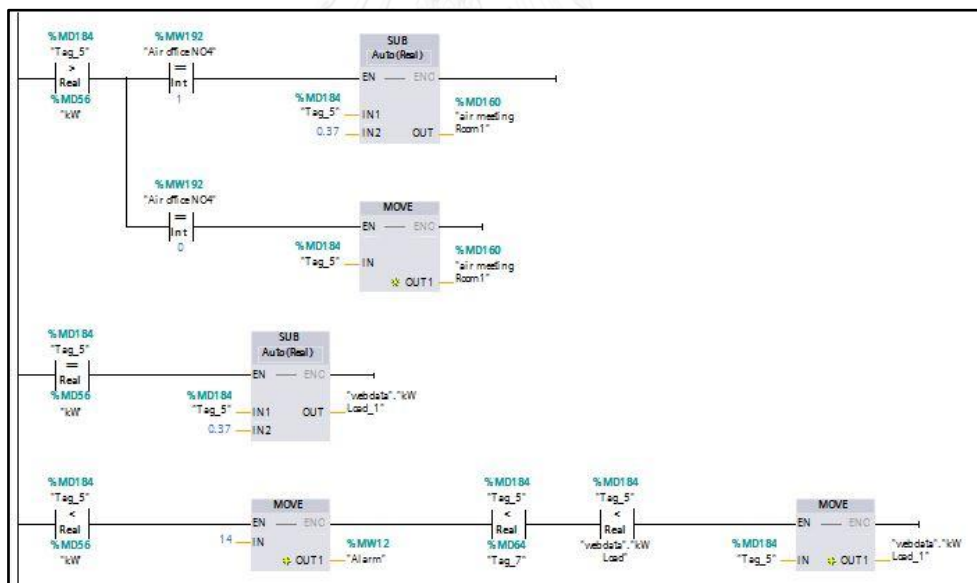 %MD184
"Tag_5"
>
Real
%MD56
"kW"
%MW192
"Air office NO4"
==
Int
1
SUB
Auto (Real)
EN ENO
%MD184
"Tag_5" IN1
0.37 IN2 OUT
%MD160
"air meeting
Room1"
%MW192
"Air office NO4"
==
Int
0
MOVE
EN ENO
%MD184
"Tag_5" IN
OUT1
%MD160
"air meeting
Room1"
%MD184
"Tag_5"
==
Real
%MD56
"kW"
SUB
Auto (Real)
EN ENO
%MD184
"Tag_5" IN1 OUT
0.37 IN2
"webdata"."kW
Load_1"
%MD184
"Tag_5"
<
Real
%MD56
"kW"
MOVE
EN ENO
14 IN
OUT1
%MW12
"Alarm"
%MD184
"Tag_5"
<
Real
%MD64
"Tag_7"
%MD184
"Tag_5"
<
Real
"webdata"."kW
Load"
MOVE
EN ENO
%MD184
"Tag_5" IN OUT1
"webdata"."kW
Load_1"